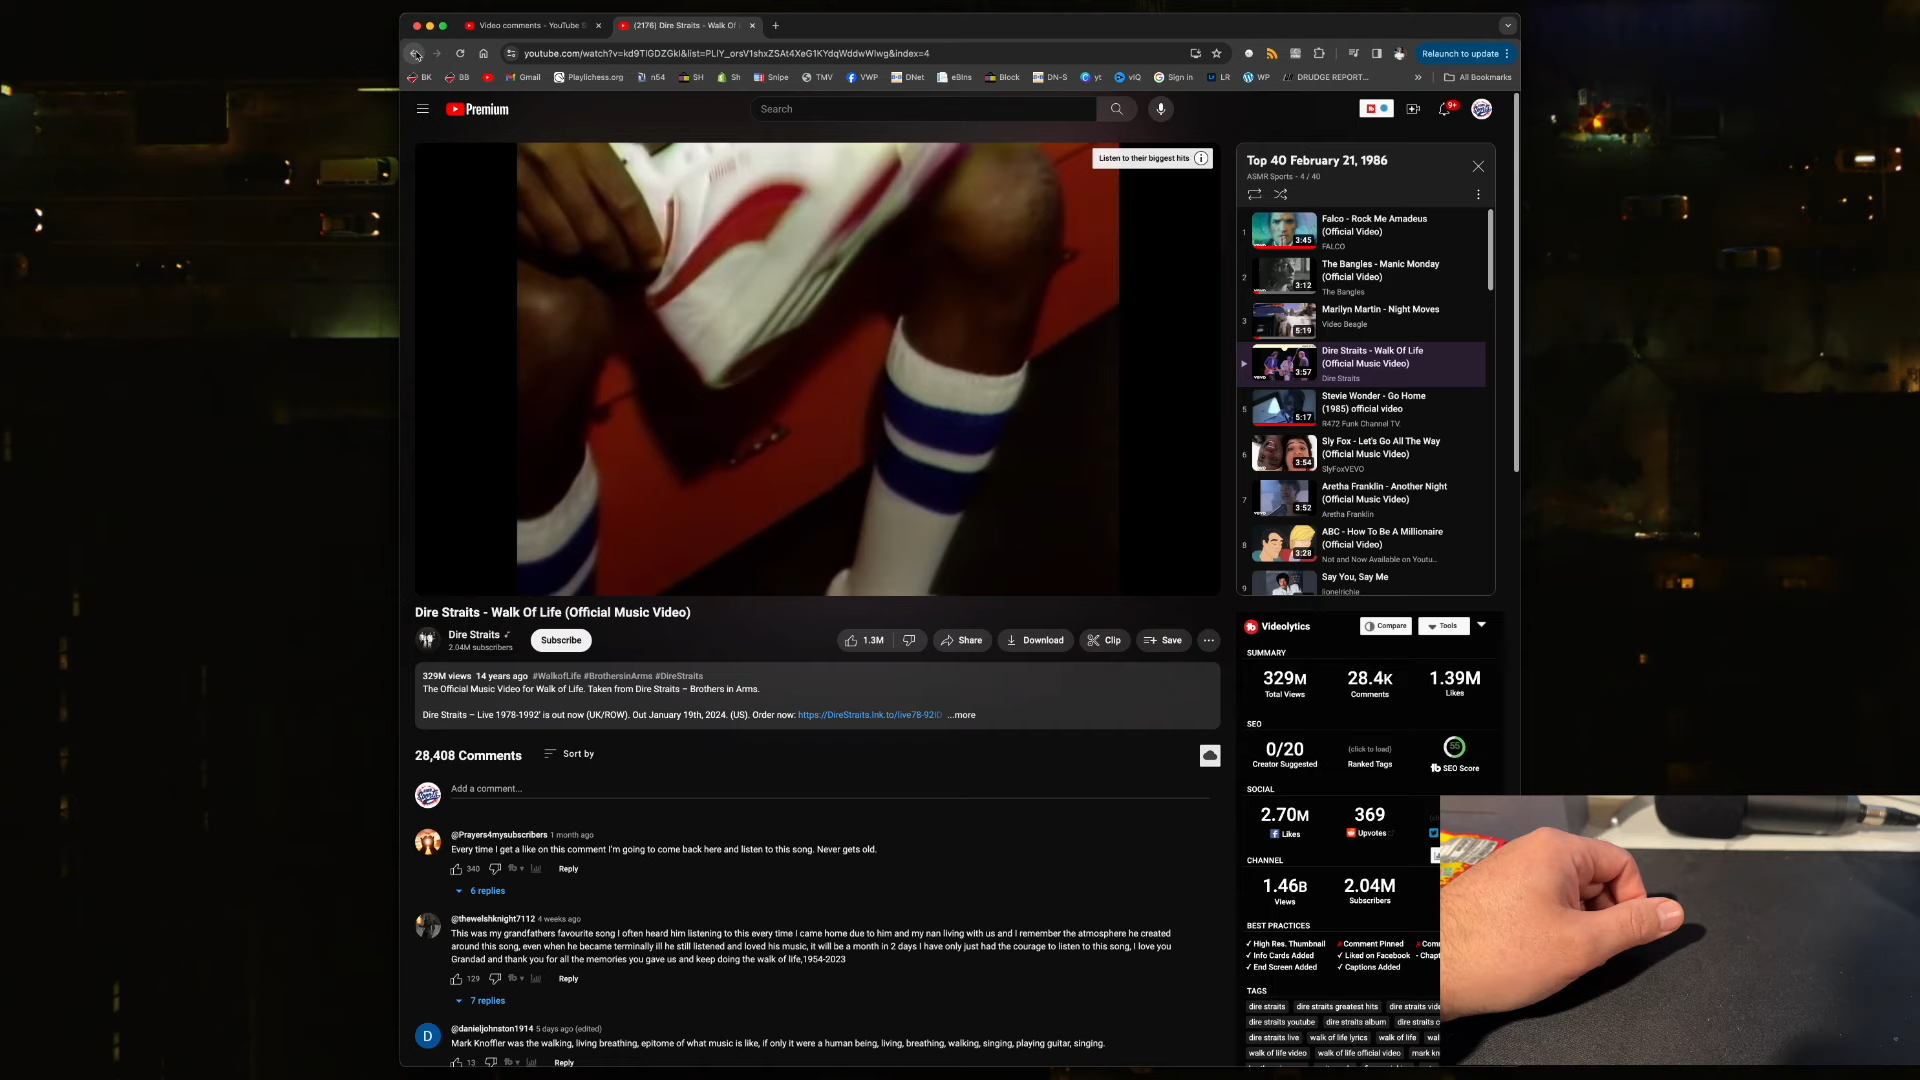 Video comments - YouTube S
(2176) Dire Straits - Walk Of
youtube.com/watch?v=kd9TlGDZGkI&list=PLIY_orsV1shxZSAt4XeG1KYdqWddwWlwg&index=4
Relaunch to update
BK
BB
Gmail
Playlichess.org
n64
SH
Sh
Snipe
TMV
VWP
DNet
eBins
Block
DN-S
yt
vIQ
Sign in
LR
WP
DRUDGE REPORT...
All Bookmarks
Premium
Search
9+
Listen to their biggest hits
Top 40 February 21, 1986
ASMR Sports - 4 / 40
1
3:45
Falco - Rock Me Amadeus
(Official Video)
FALCO
2
3:12
The Bangles - Manic Monday
(Official Video)
The Bangles
3
5:19
Marilyn Martin - Night Moves
Video Beagle
3:57
Dire Straits - Walk Of Life
(Official Music Video)
Dire Straits
5
5:17
Stevie Wonder - Go Home
(1985) official video
R472 Funk Channel TV.
6
3:54
Sly Fox - Let's Go All The Way
(Official Music Video)
SlyFoxVEVO
7
3:52
Aretha Franklin - Another Night
(Official Music Video)
Aretha Franklin
8
3:28
ABC - How To Be A Millionaire
(Official Video)
Not and Now Available on Youtu...
9
Say You, Say Me
lionelrichie
Dire Straits - Walk Of Life (Official Music Video)
Dire Straits
2.04M subscribers
Subscribe
1.3M
Share
Download
Clip
Save
329M views 14 years ago #WalkofLife #BrothersinArms #DireStraits
The Official Music Video for Walk of Life. Taken from Dire Straits – Brothers in Arms.
Dire Straits – Live 1978-1992' is out now (UK/ROW). Out January 19th, 2024. (US). Order now: https://DireStraits.lnk.to/live78-92ID ...more
28,408 Comments
Sort by
Add a comment...
@Prayers4mysubscribers 1 month ago
Every time I get a like on this comment I'm going to come back here and listen to this song. Never gets old.
340
Reply
6 replies
@thewelshknight7112 4 weeks ago
This was my grandfathers favourite song I often heard him listening to this every time I came home due to him and my nan living with us and I remember the atmosphere he created
around this song, even when he became terminally ill he still listened and loved his music, it will be a month in 2 days I have only just had the courage to listen to this song, I love you
Grandad and thank you for all the memories you gave us and keep doing the walk of life,1954-2023
129
Reply
7 replies
D
@danieljohnston1914 5 days ago (edited)
Mark Knoffler was the walking, living breathing, epitome of what music is like, if only it were a human being, living, breathing, walking, singing, playing guitar, singing.
13
Reply
Videolytics
Compare
Tools
SUMMARY
329M
Total Views
28.4K
Comments
1.39M
Likes
SEO
0/20
Creator Suggested
(click to load)
Ranked Tags
55
tb SEO Score
SOCIAL
2.70M
Likes
369
Upvotes
CHANNEL
1.46B
Views
2.04M
Subscribers
BEST PRACTICES
✓ High Res. Thumbnail
Comment Pinned
✓ Info Cards Added
✓ Liked on Facebook
✓ End Screen Added
✓ Captions Added
TAGS
dire straits
dire straits greatest hits
dire straits vide
dire straits youtube
dire straits album
dire straits c
dire straits live
walk of life lyrics
walk of life
wal
walk of life video
walk of life official video
mark kn